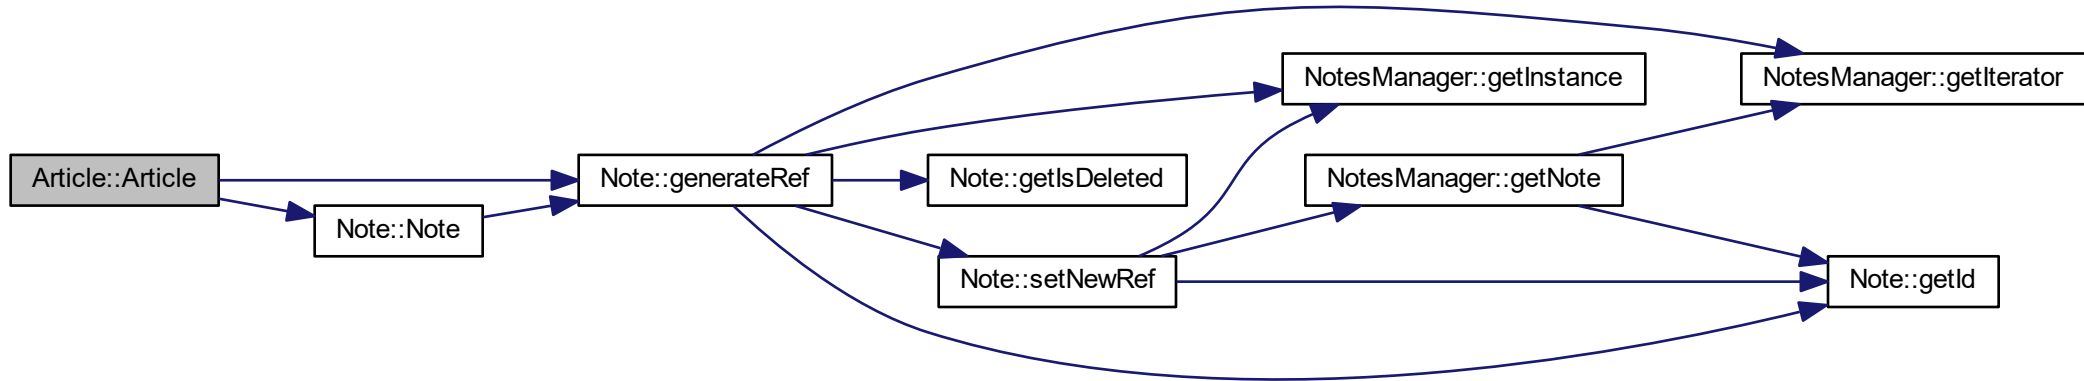 Article::Article
Note::Note
Note::generateRef
Note::getIsDeleted
Note::setNewRef
NotesManager::getInstance
NotesManager::getNote
NotesManager::getIterator
Note::getId